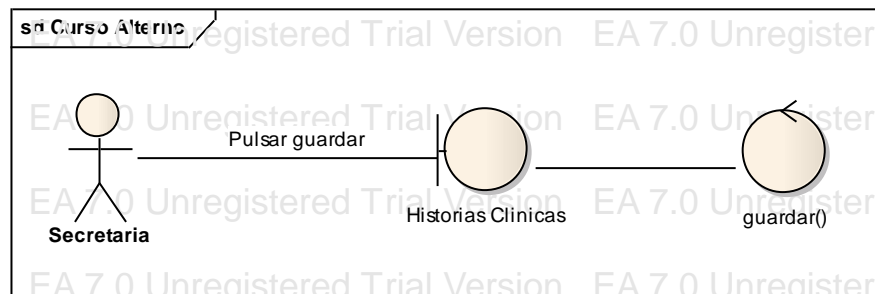 sd Curso Alterno
EA 7.0 Unregistered Trial Version EA 7.0 Unregister
EA 7.0 Unregistered Trial Version EA 7.0 Unregister
Pulsar guardar
EA 7.0 Unregistered Trial Version EA 7.0 Unregister
Historias Clinicas
guardar()
Secretaria
EA 7.0 Unregistered Trial Version EA 7.0 Unregister